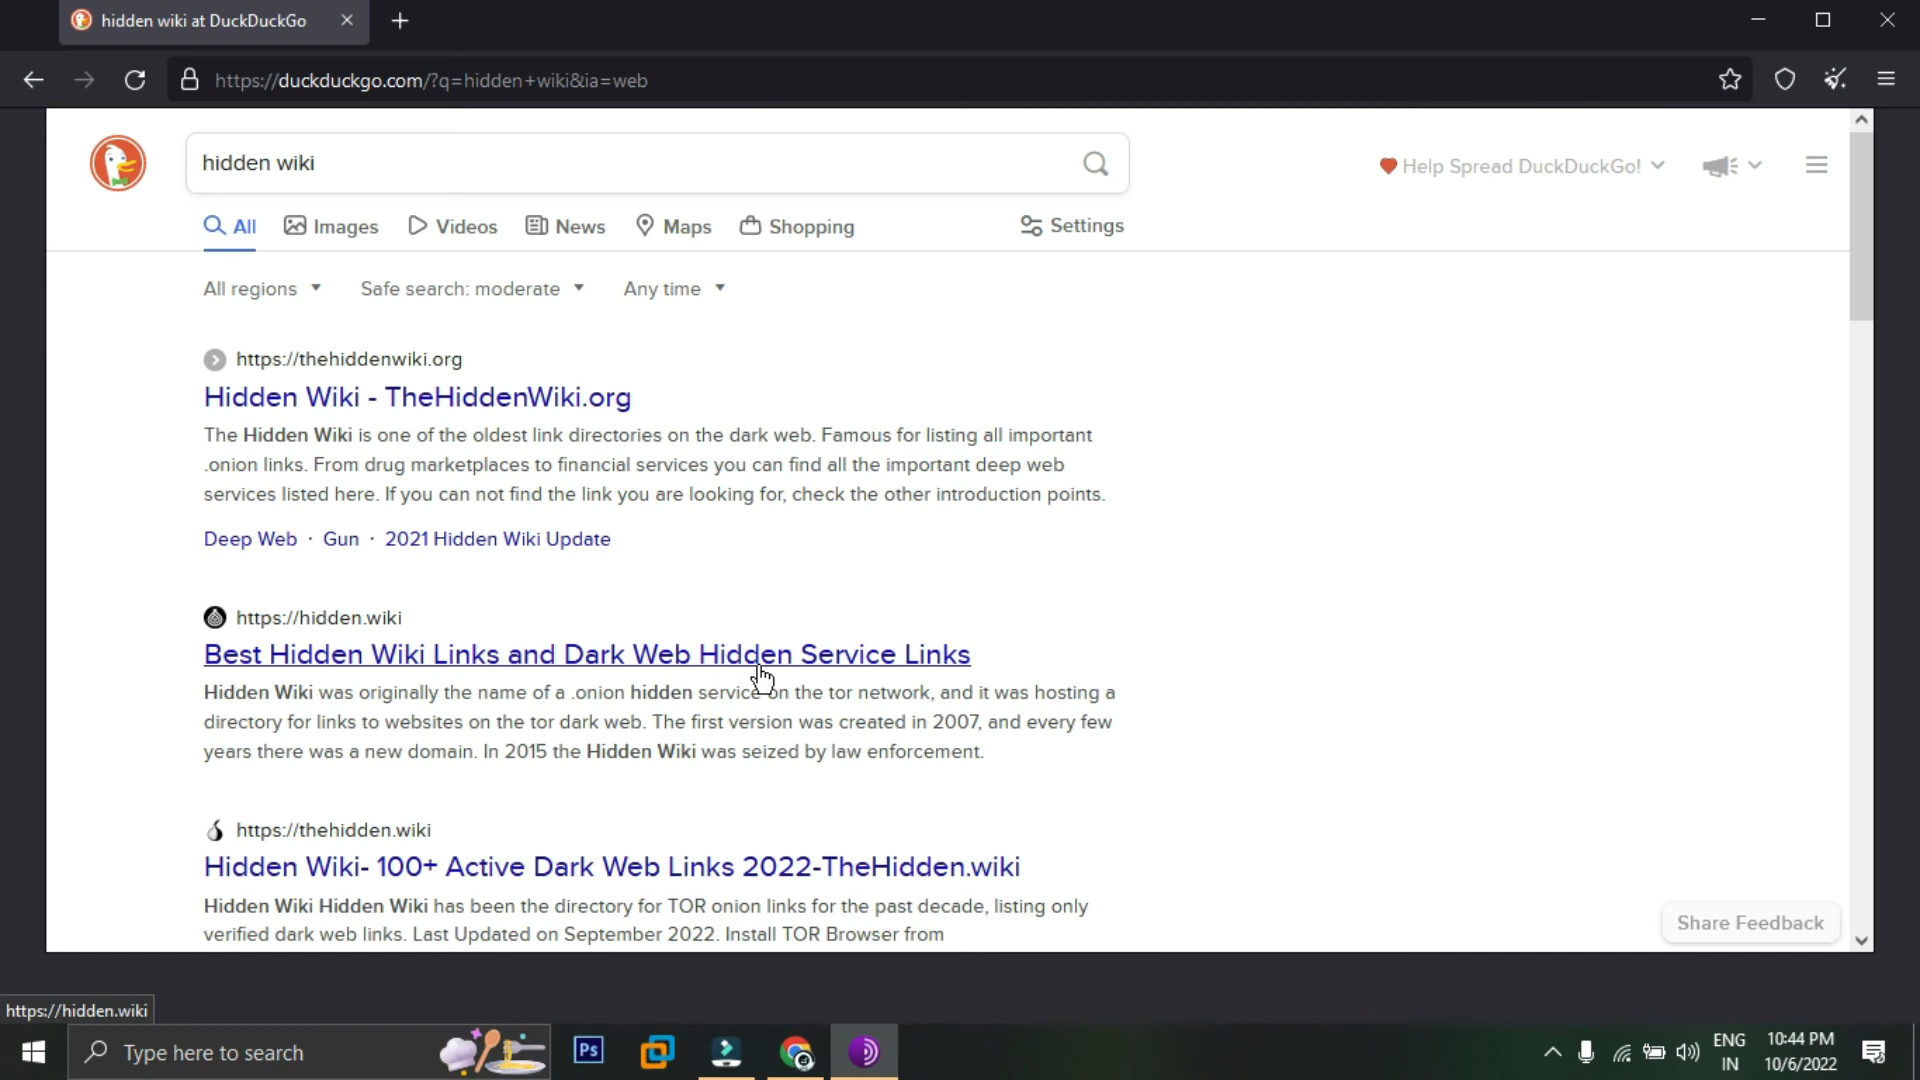 hidden wiki at DuckDuckGo
https://duckduckgo.com/?q=hidden+wiki&ia=web
hidden wiki
Help Spread DuckDuckGo!
All Images Videos News Maps Shopping Settings
All regions Safe search: moderate Any time
https://thehiddenwiki.org
Hidden Wiki - TheHiddenWiki.org
The Hidden Wiki is one of the oldest link directories on the dark web. Famous for listing all important
.onion links. From drug marketplaces to financial services you can find all the important deep web
services listed here. If you can not find the link you are looking for, check the other introduction points.
Deep Web · Gun · 2021 Hidden Wiki Update
https://hidden.wiki
Best Hidden Wiki Links and Dark Web Hidden Service Links
Hidden Wiki was originally the name of a .onion hidden service on the tor network, and it was hosting a
directory for links to websites on the tor dark web. The first version was created in 2007, and every few
years there was a new domain. In 2015 the Hidden Wiki was seized by law enforcement.
https://thehidden.wiki
Hidden Wiki- 100+ Active Dark Web Links 2022-TheHidden.wiki
Hidden Wiki Hidden Wiki has been the directory for TOR onion links for the past decade, listing only
verified dark web links. Last Updated on September 2022. Install TOR Browser from
Share Feedback
https://hidden.wiki
Type here to search
Ps
ENG
IN
10:44 PM
10/6/2022